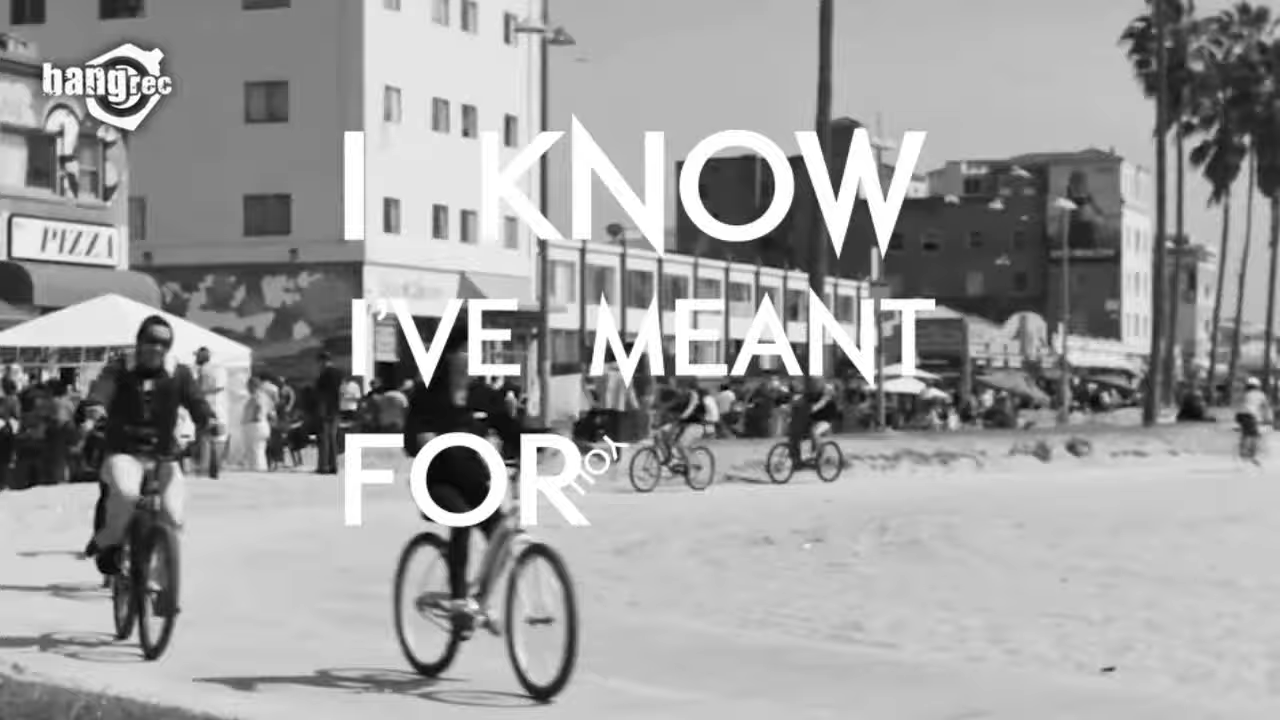 bangrec
PIZZA
I KNOW
I'VE MEANT
FOR